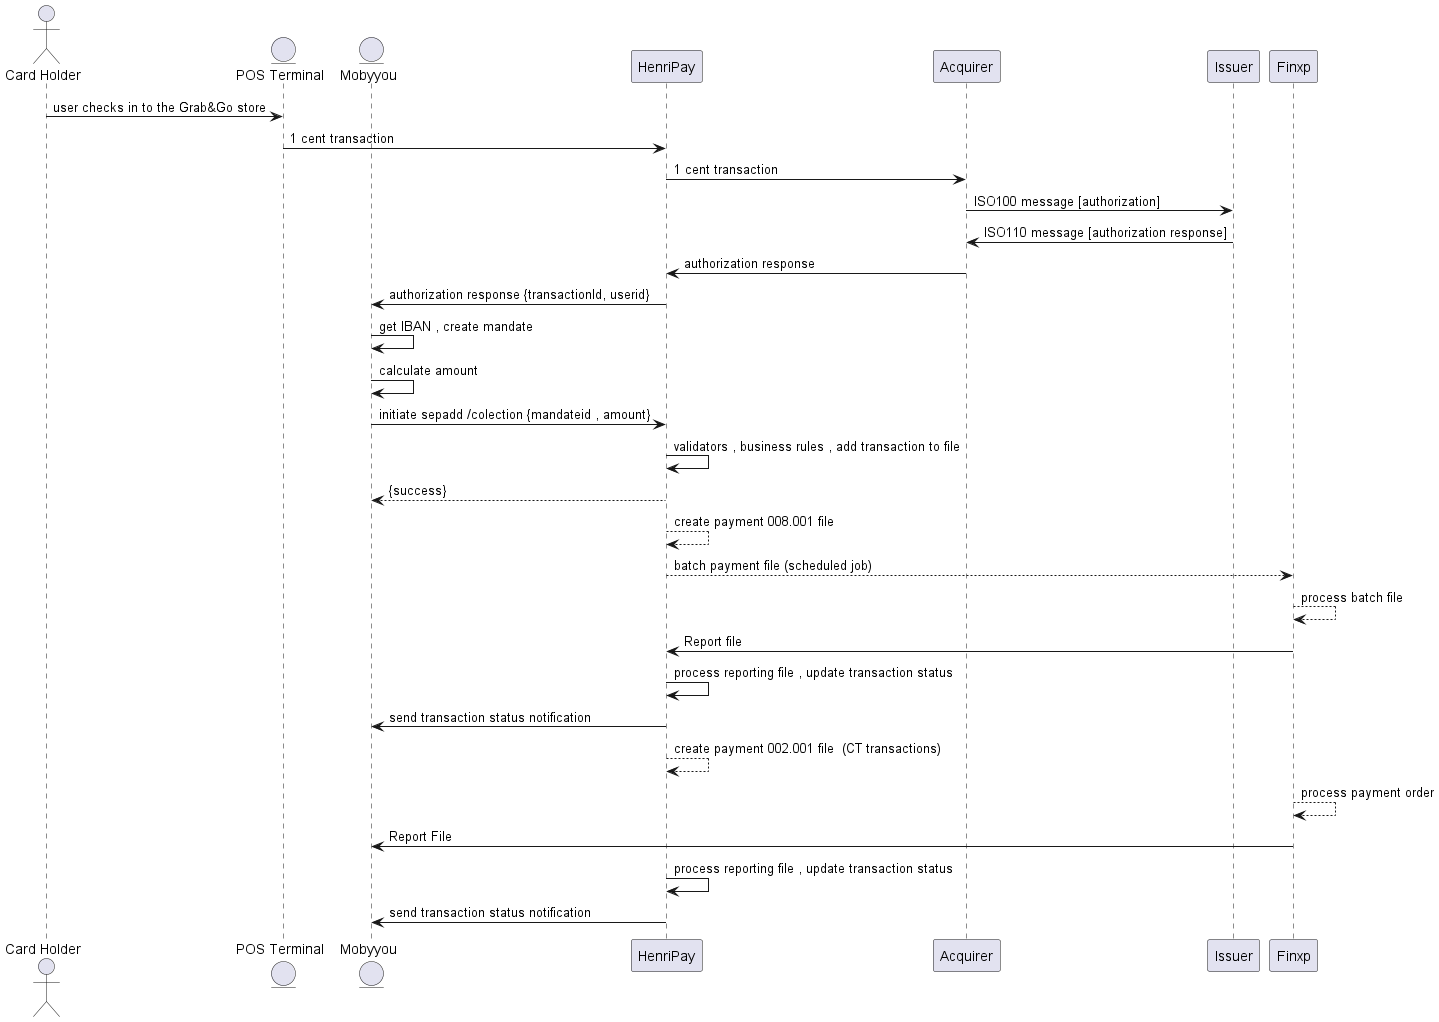 Card Holder
POS Terminal
Mobyyou
HenriPay
Acquirer
Issuer
Finxp
user checks in to the Grab&Go store
1 cent transaction
1 cent transaction
ISO100 message [authorization]
ISO110 message [authorization response]
authorization response
authorization response {transactionId, userid}
get IBAN , create mandate
calculate amount
initiate sepadd /colection {mandateid , amount}
validators , business rules , add transaction to file
{success}
create payment 008.001 file
batch payment file (scheduled job)
process batch file
Report file
process reporting file , update transaction status
send transaction status notification
create payment 002.001 file  (CT transactions)
process payment order
Report File
process reporting file , update transaction status
send transaction status notification
Card Holder
POS Terminal
Mobyyou
HenriPay
Acquirer
Issuer
Finxp